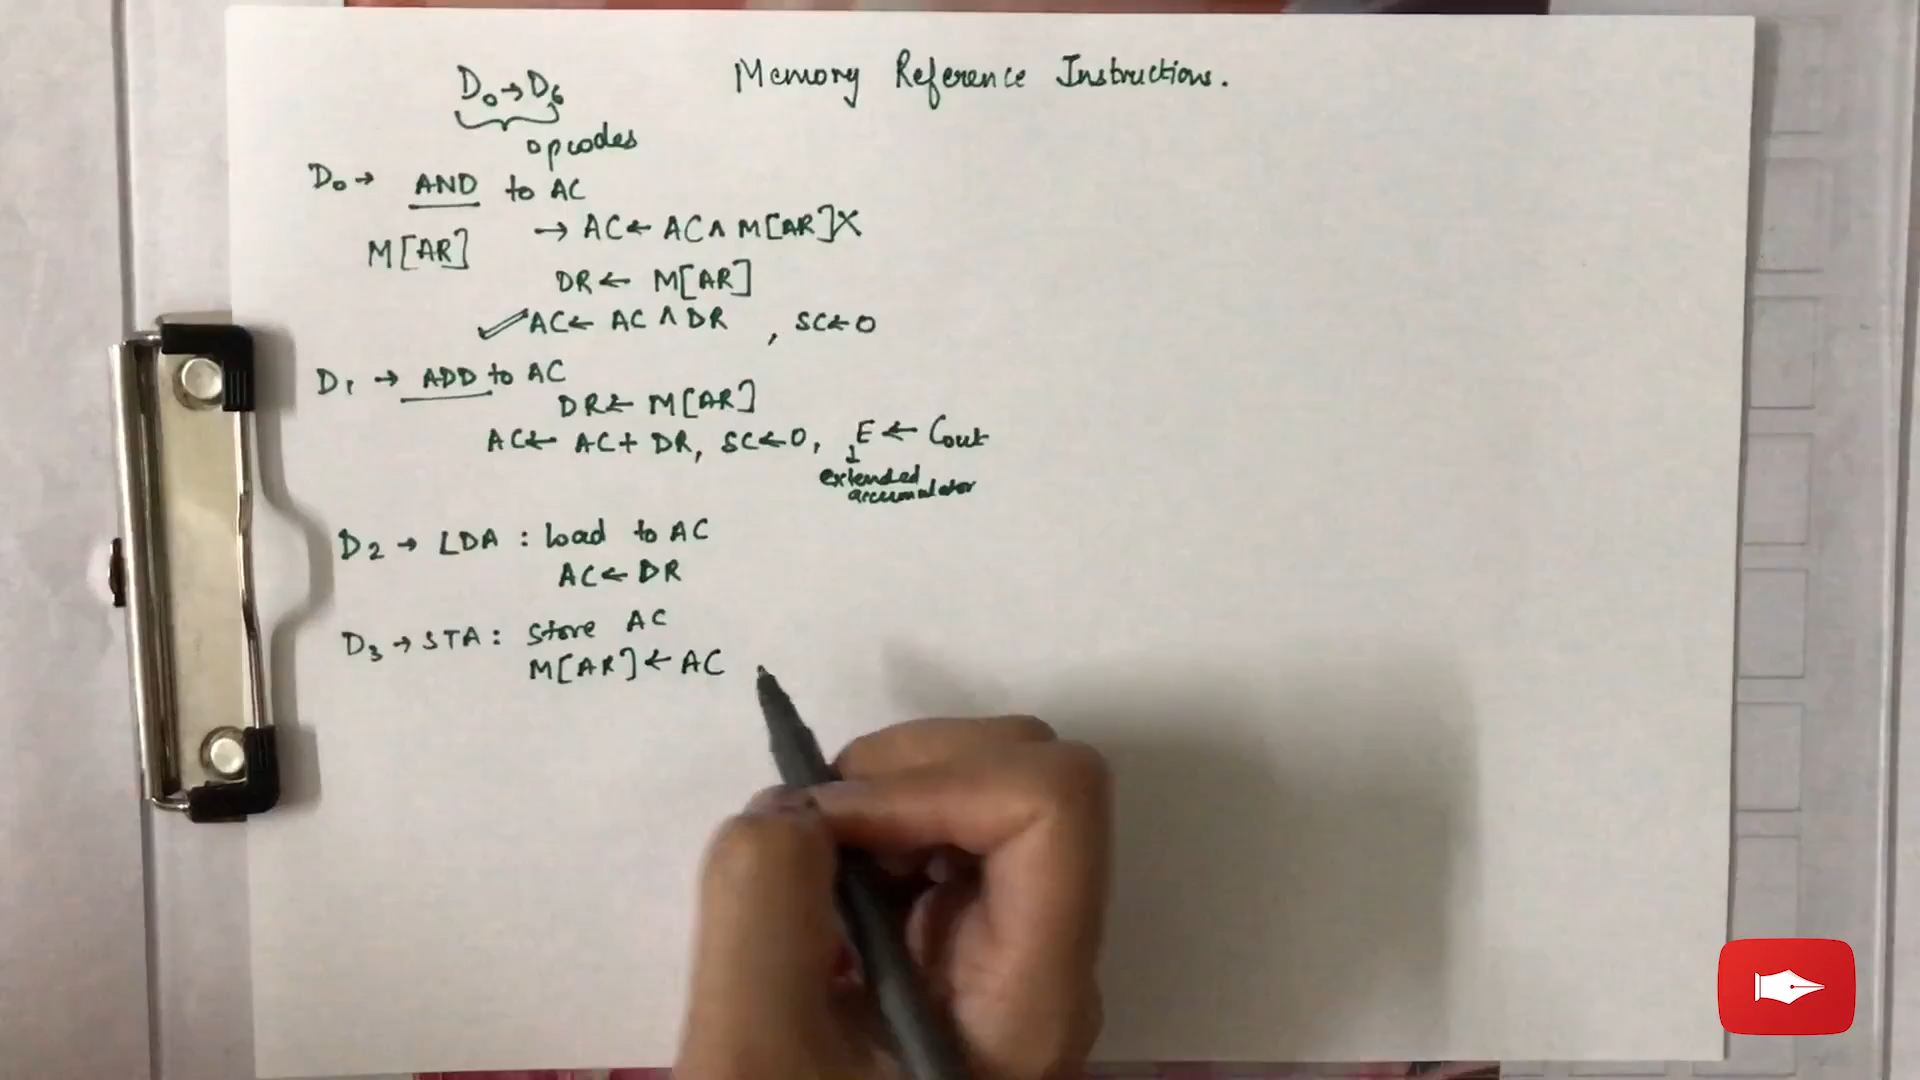 Memory Reference Instructions.
D₀→D₆
opcodes
D₀→ AND to AC
M[AR] → AC← AC∧M[AR]X
DR← M[AR]
✓AC← AC∧DR , SC←0
D₁ → ADD to AC
DR← M[AR]
AC← AC+ DR, SC←0, E← Cout
extended
accumulator
D₂ → LDA : load to AC
AC←DR
D₃→STA: Store AC
M[AR]←AC